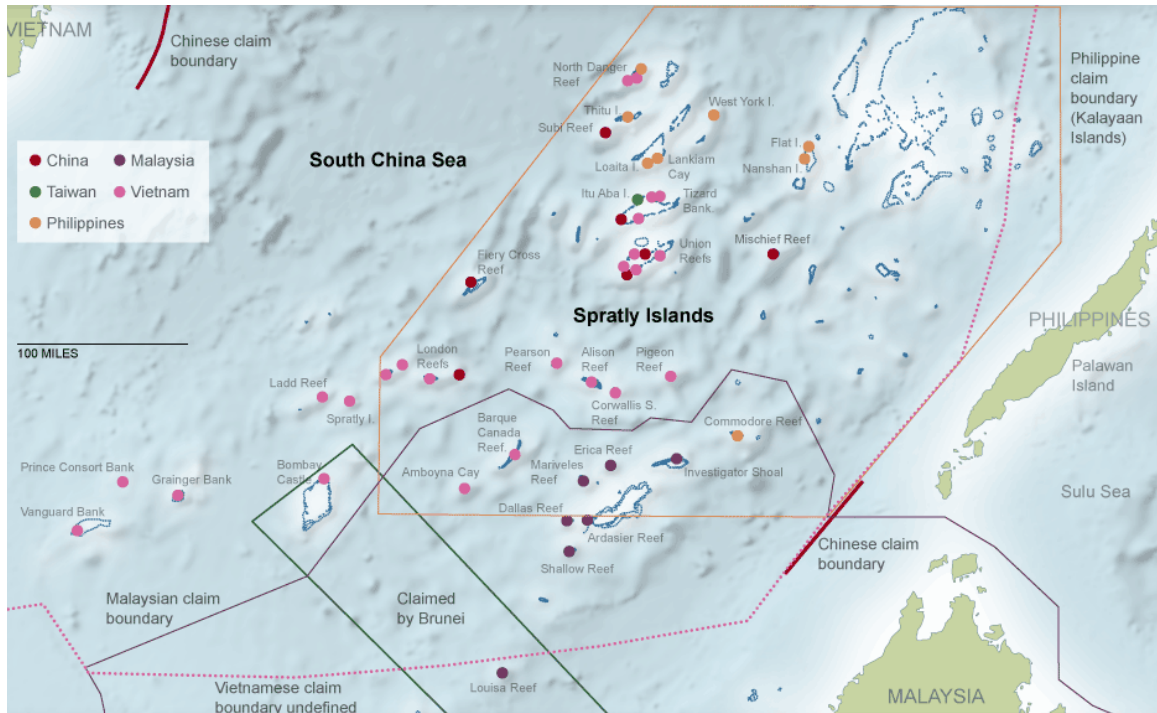 VIETNAM
Chinese claim
boundary
China
Malaysia
Taiwan
Vietnam
Philippines
South China Sea
North Danger
Reef
Thitu I.
Subi Reef
West York I.
Loaita I.
Lanklam
Cay
Flat I.
Nanshan I.
Philippine
claim
boundary
(Kalayaan
Islands)
Itu Aba I.
Tizard
Bank
Union
Reefs
Mischief Reef
Fiery Cross
Reef
Spratly Islands
100 MILES
PHILIPPINES
Palawan
Island
London
Reefs
Pearson
Reef
Alison
Reef
Pigeon
Reef
Ladd Reef
Spratly I.
Corwallis S.
Reef
Barque
Canada
Reef
Commodore Reef
Prince Consort Bank
Grainger Bank
Vanguard Bank
Bombay
Castle
Amboyna Cay
Erica Reef
Mariveles
Reef
Investigator Shoal
Sulu Sea
Dallas Reef
Ardasier Reef
Shallow Reef
Chinese claim
boundary
Malaysian claim
boundary
Claimed
by Brunei
Vietnamese claim
boundary undefined
Louisa Reef
MALAYSIA